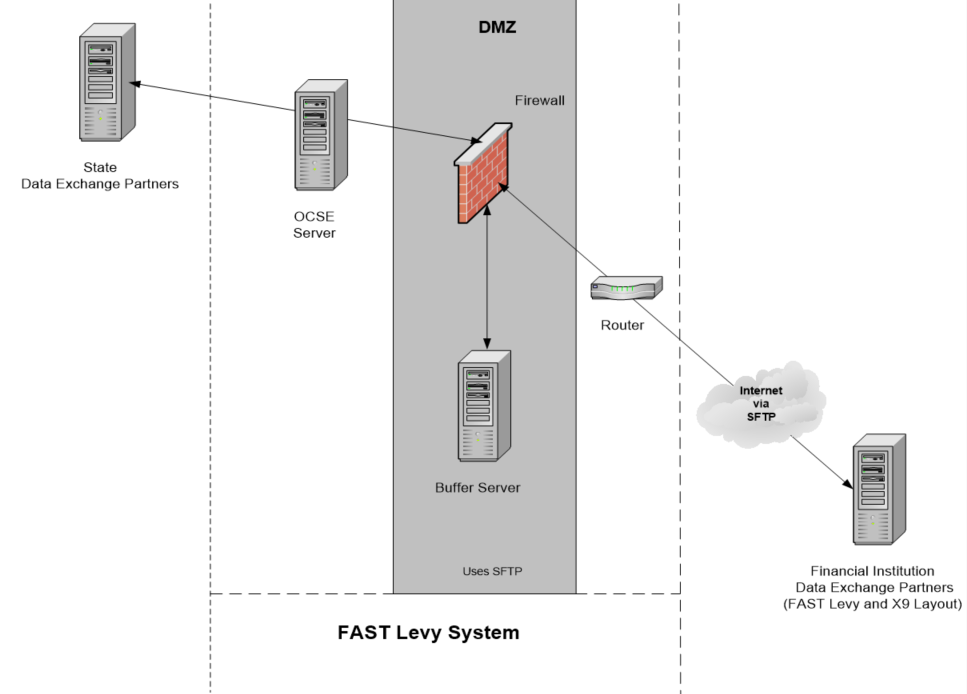 DMZ
Firewall
State
Data Exchange Partners
OCSE
Server
Router
Internet
via
SFTP
Buffer Server
Uses SFTP
Financial Institution
Data Exchange Partners
(FAST Levy and X9 Layout)
FAST Levy System